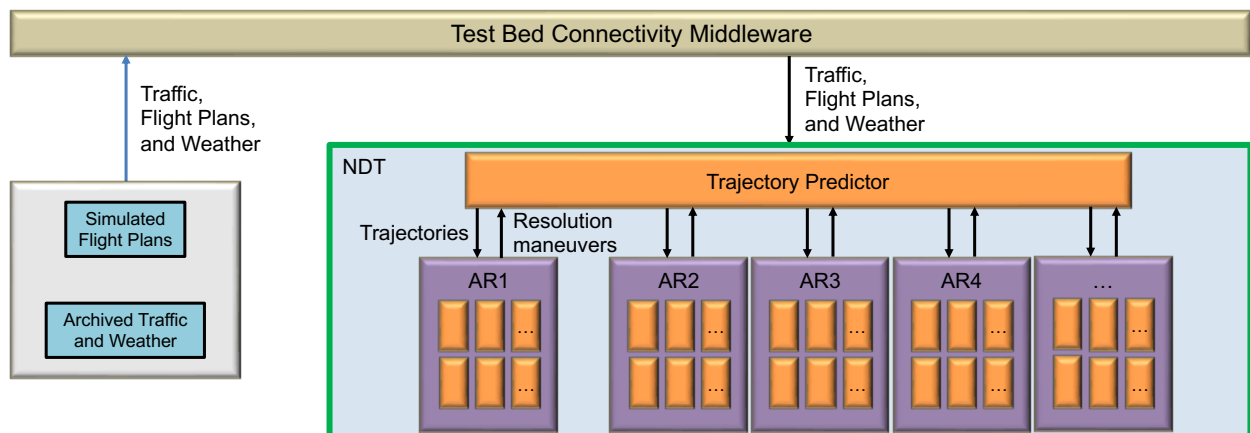 Test Bed Connectivity Middleware
Traffic,
Flight Plans,
and Weather
Traffic,
Flight Plans,
and Weather
Simulated
Flight Plans
Archived Traffic
and Weather
NDT
Trajectory Predictor
Trajectories
Resolution
maneuvers
AR1
...
...
AR2
...
...
AR3
...
...
AR4
...
...
...
...
...